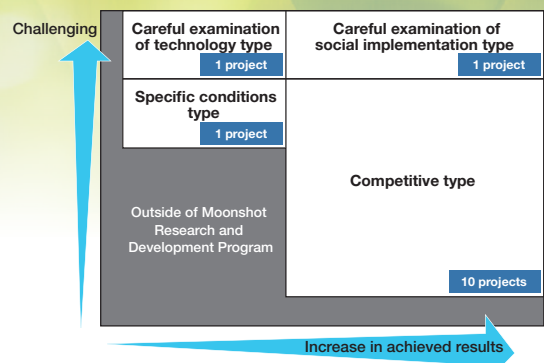 Challenging
Careful examination
of technology type
1 project
Careful examination of
social implementation type
1 project
Specific conditions
type
1 project
Competitive type
10 projects
Outside of Moonshot
Research and
Development Program
Increase in achieved results